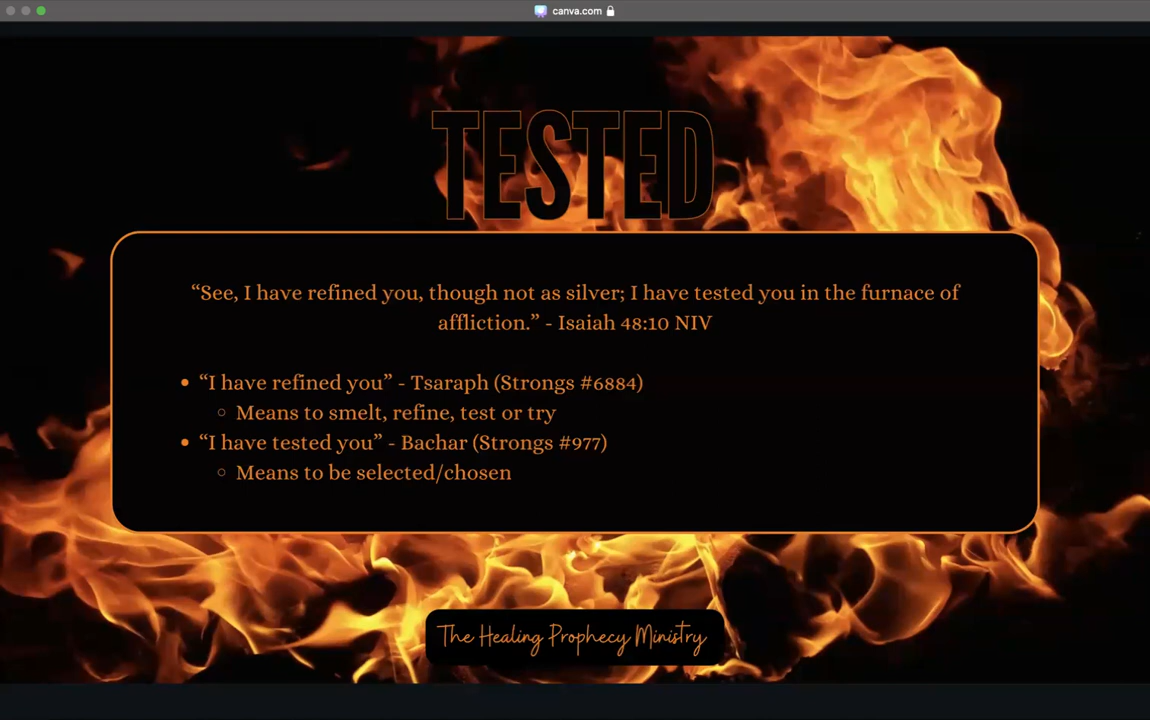 canva.com
TESTED
“See, I have refined you, though not as silver; I have tested you in the furnace of
affliction.” - Isaiah 48:10 NIV
• “I have refined you” - Tsaraph (Strongs #6884)
◦ Means to smelt, refine, test or try
• “I have tested you” - Bachar (Strongs #977)
◦ Means to be selected/chosen
The Healing Prophecy Ministry